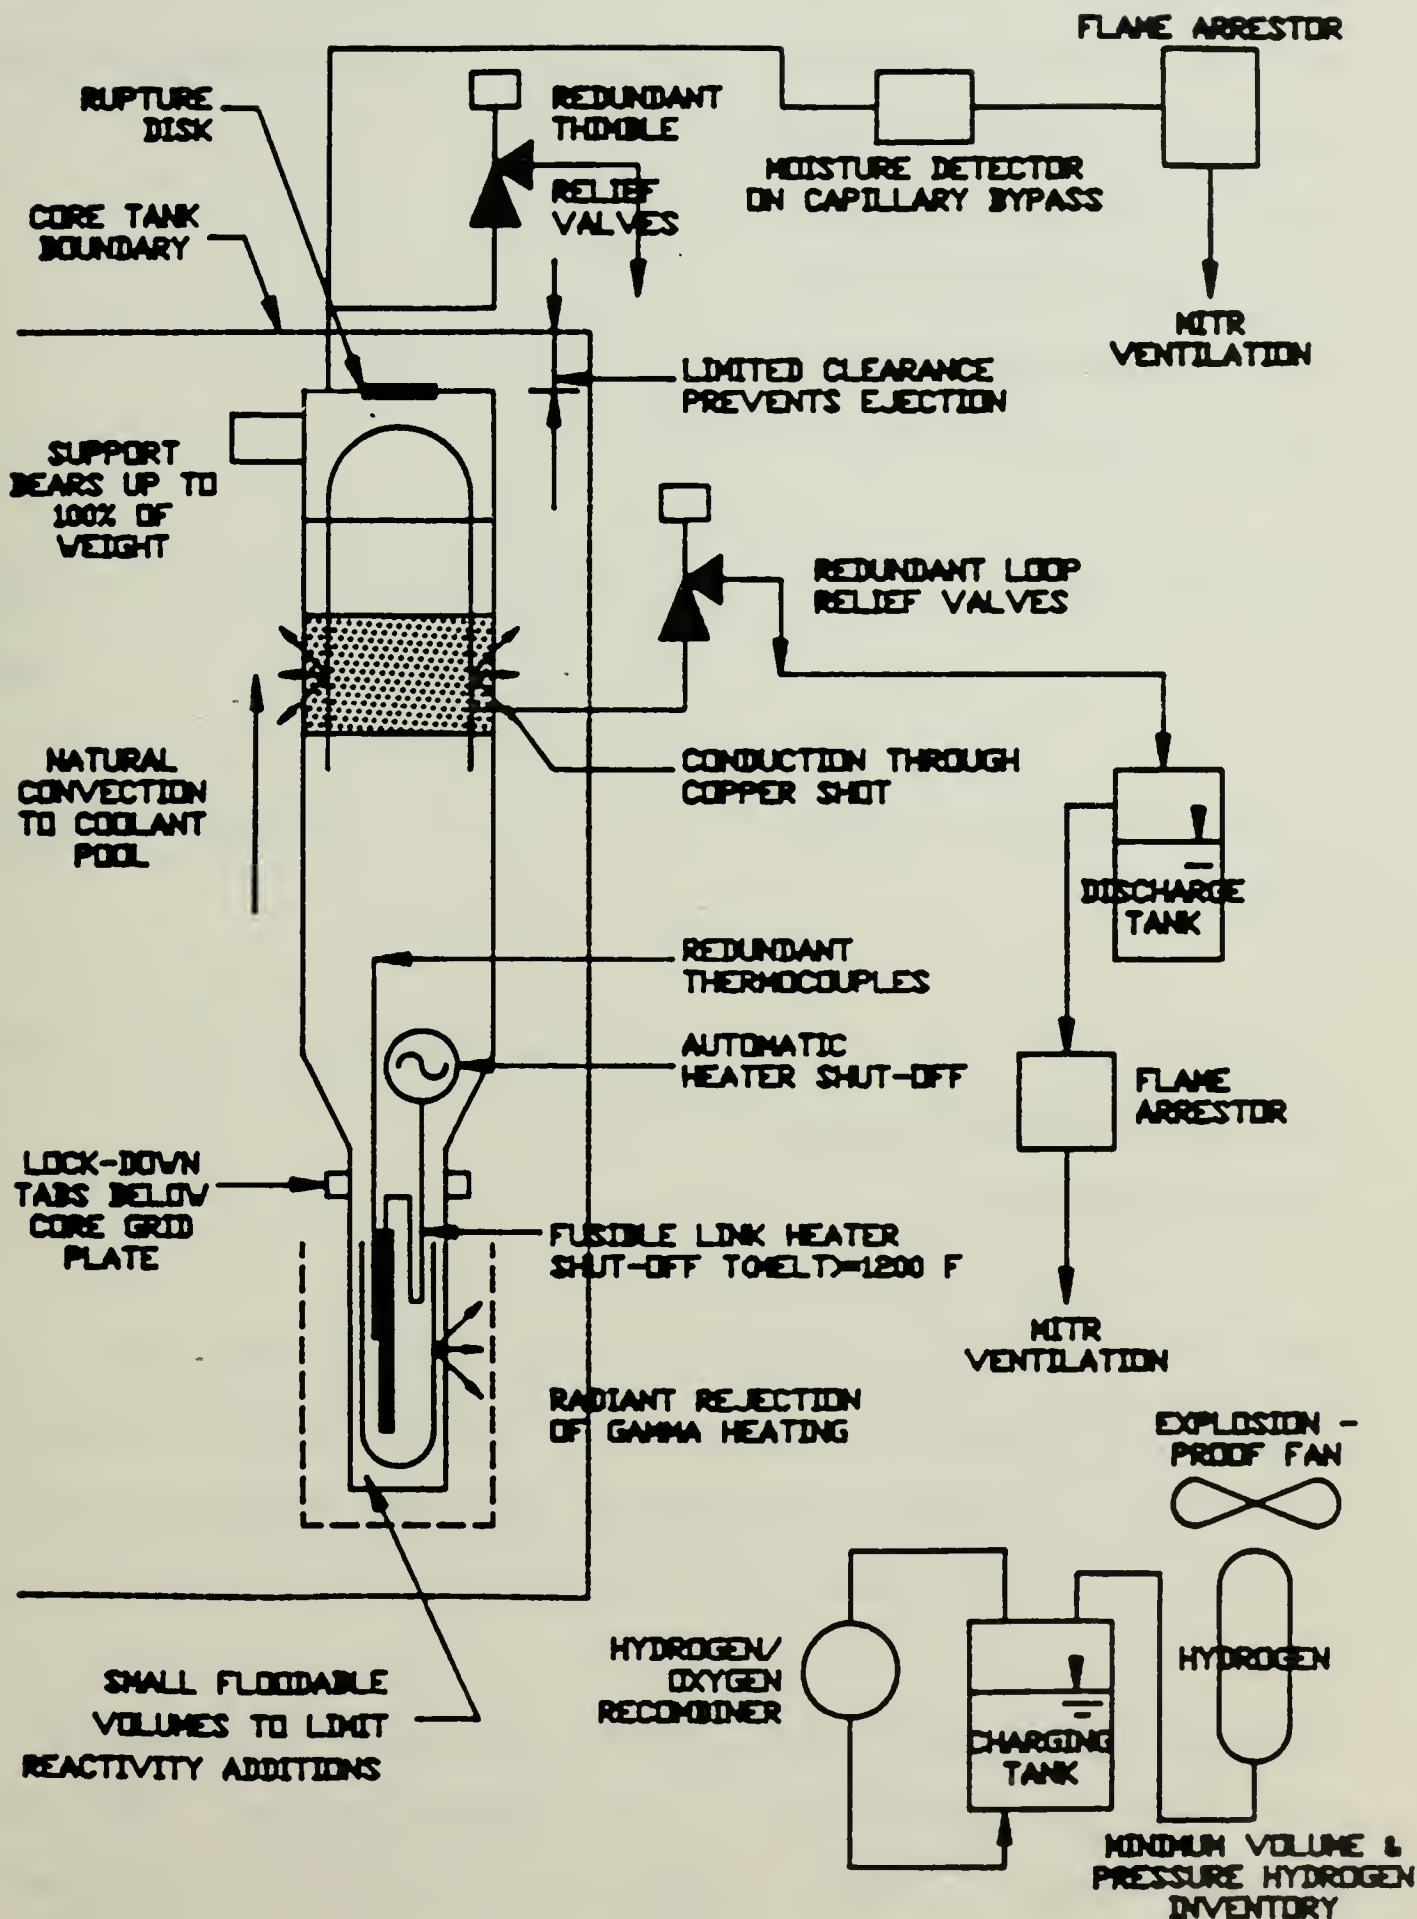 FLAME ARRESTOR
RUPTURE
DISK
REDUNDANT
THIMBLE
RELIEF
VALVES
MOISTURE DETECTOR
ON CAPILLARY BYPASS
CORE TANK
BOUNDARY
MITR
VENTILATION
LIMITED CLEARANCE
PREVENTS EJECTION
SUPPORT
BEARS UP TO
100% OF
WEIGHT
REDUNDANT LOOP
RELIEF VALVES
NATURAL
CONVECTION
TO COOLANT
POOL
CONDUCTION THROUGH
COPPER SHOT
DISCHARGE
TANK
REDUNDANT
THERMOCOUPLES
AUTOMATIC
HEATER SHUT-OFF
FLAME
ARRESTOR
LOCK-DOWN
TABS BELOW
CORE GRID
PLATE
FUSIBLE LINK HEATER
SHUT-OFF T(MELT)=1200 F
MITR
VENTILATION
RADIANT REJECTION
OF GAMMA HEATING
EXPLOSION -
PROOF FAN
SMALL FLOODABLE
VOLUMES TO LIMIT
REACTIVITY ADDITIONS
HYDROGEN/
OXYGEN
RECOMBINER
CHARGING
TANK
HYDROGEN
MINIMUM VOLUME &
PRESSURE HYDROGEN
INVENTORY